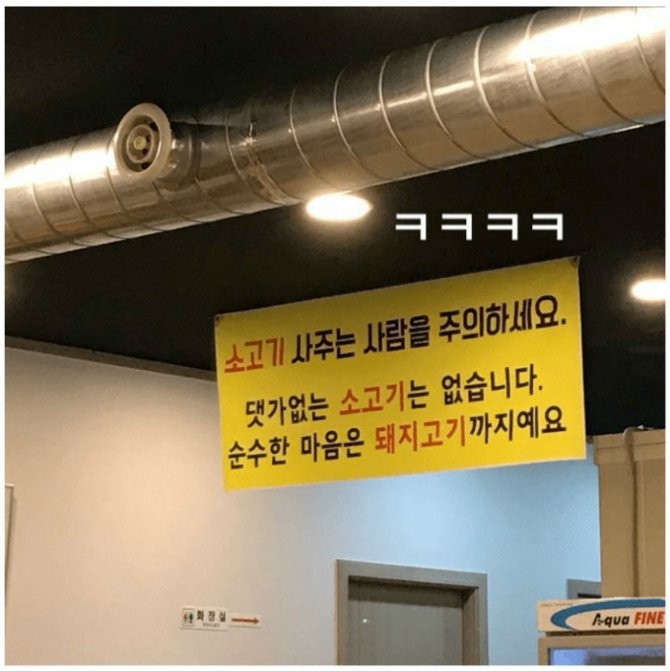 ㅋㅋㅋㅋ
소고기 사주는 사람을 주의하세요.
댓가없는 소고기는 없습니다.
순수한 마음은 돼지고기까지예요
화장실
Aqua FINE